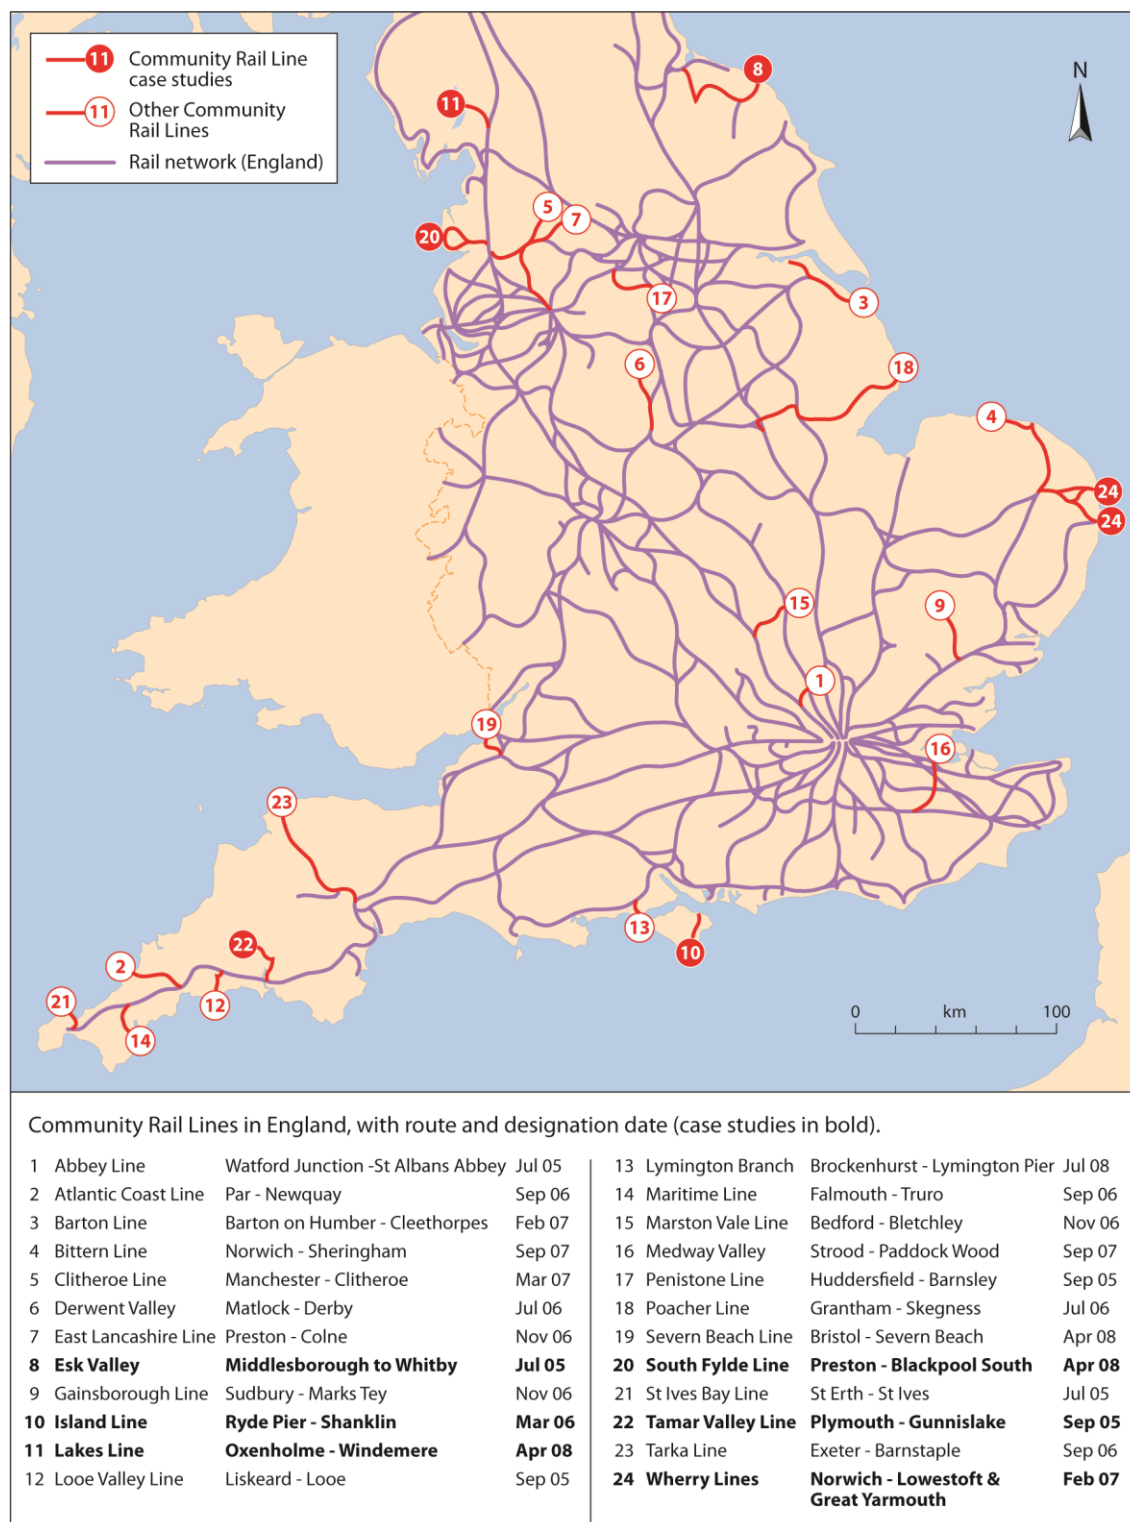 11 Community Rail Line
case studies
11 Other Community
Rail Lines
Rail network (England)
N
8
11
5
7
20
17
3
6
18
4
24
24
15
9
1
19
16
23
13
22
10
2
12
21
14
0 km 100
Community Rail Lines in England, with route and designation date (case studies in bold).
1 Abbey Line Watford Junction -St Albans Abbey Jul 05
2 Atlantic Coast Line Par - Newquay Sep 06
3 Barton Line Barton on Humber - Cleethorpes Feb 07
4 Bittern Line Norwich - Sheringham Sep 07
5 Clitheroe Line Manchester - Clitheroe Mar 07
6 Derwent Valley Matlock - Derby Jul 06
7 East Lancashire Line Preston - Colne Nov 06
8 Esk Valley Middlesborough to Whitby Jul 05
9 Gainsborough Line Sudbury - Marks Tey Nov 06
10 Island Line Ryde Pier - Shanklin Mar 06
11 Lakes Line Oxenholme - Windemere Apr 08
12 Looe Valley Line Liskeard - Looe Sep 05
13 Lymington Branch Brockenhurst - Lymington Pier Jul 08
14 Maritime Line Falmouth - Truro Sep 06
15 Marston Vale Line Bedford - Bletchley Nov 06
16 Medway Valley Strood - Paddock Wood Sep 07
17 Penistone Line Huddersfield - Barnsley Sep 05
18 Poacher Line Grantham - Skegness Jul 06
19 Severn Beach Line Bristol - Severn Beach Apr 08
20 South Fylde Line Preston - Blackpool South Apr 08
21 St Ives Bay Line St Erth - St Ives Jul 05
22 Tamar Valley Line Plymouth - Gunnislake Sep 05
23 Tarka Line Exeter - Barnstaple Sep 06
24 Wherry Lines Norwich - Lowestoft & Feb 07
Great Yarmouth